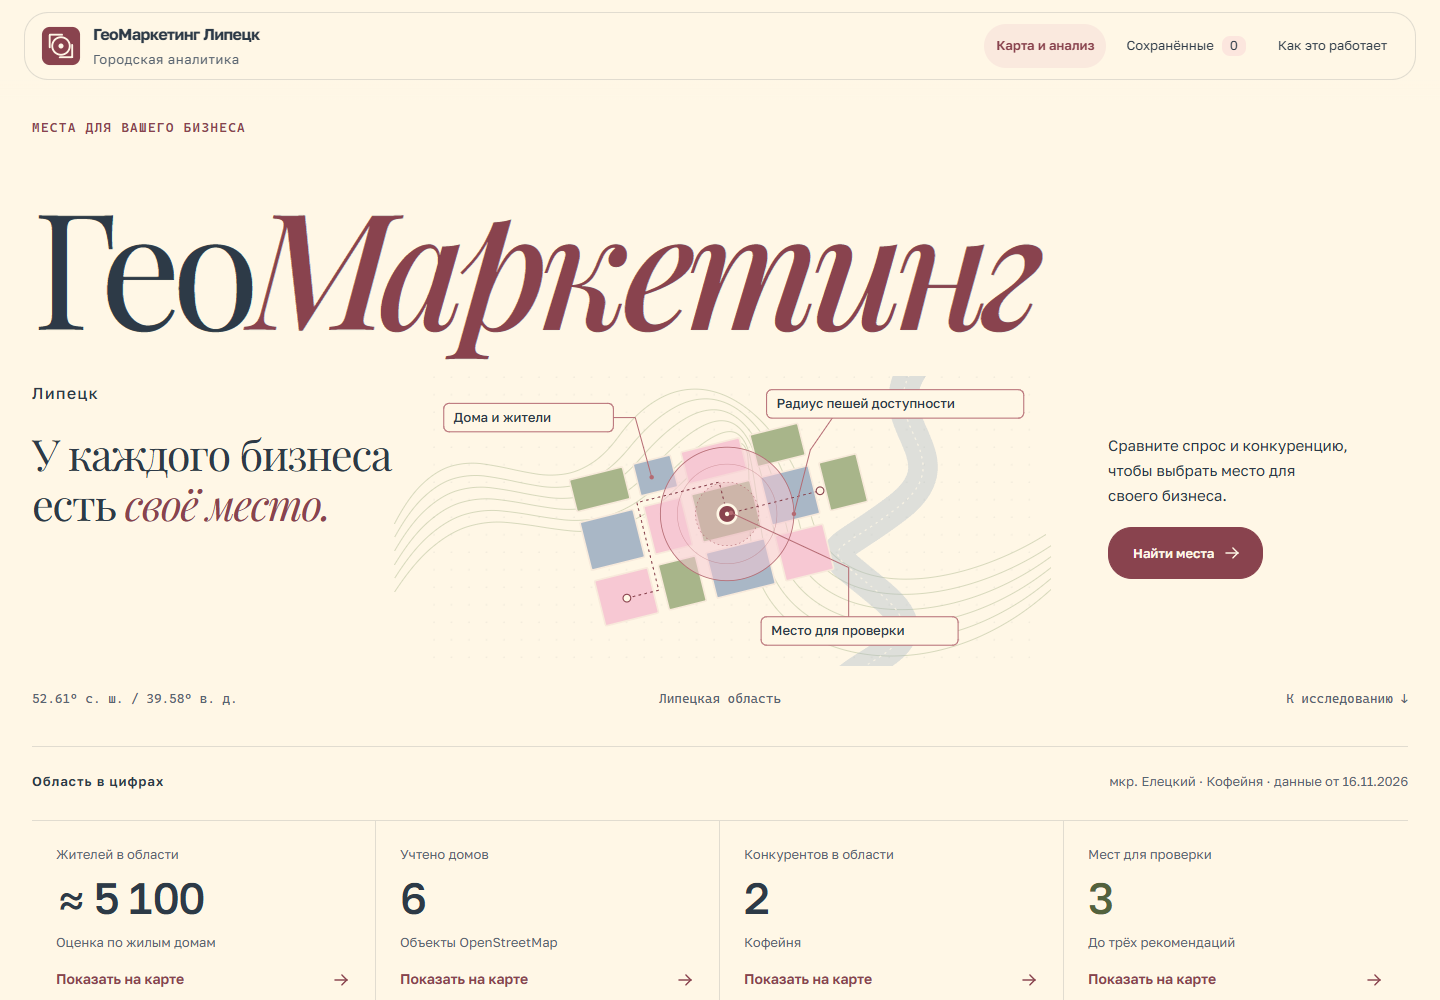 ГеоМаркетинг Липецк
Городская аналитика
Карта и анализ
Сохранённые 0
Как это работает
МЕСТА ДЛЯ ВАШЕГО БИЗНЕСА
ГеоМаркетинг
Липецк
У каждого бизнеса
есть своё место.
Дома и жители
Радиус пешей доступности
Место для проверки
Сравните спрос и конкуренцию,
чтобы выбрать место для
своего бизнеса.
Найти места →
52.61° с. ш. / 39.58° в. д.
Липецкая область
К исследованию ↓
Область в цифрах
мкр. Елецкий · Кофейня · данные от 16.11.2026
Жителей в области
≈ 5 100
Оценка по жилым домам
Показать на карте →
Учтено домов
6
Объекты OpenStreetMap
Показать на карте →
Конкурентов в области
2
Кофейня
Показать на карте →
Мест для проверки
3
До трёх рекомендаций
Показать на карте →